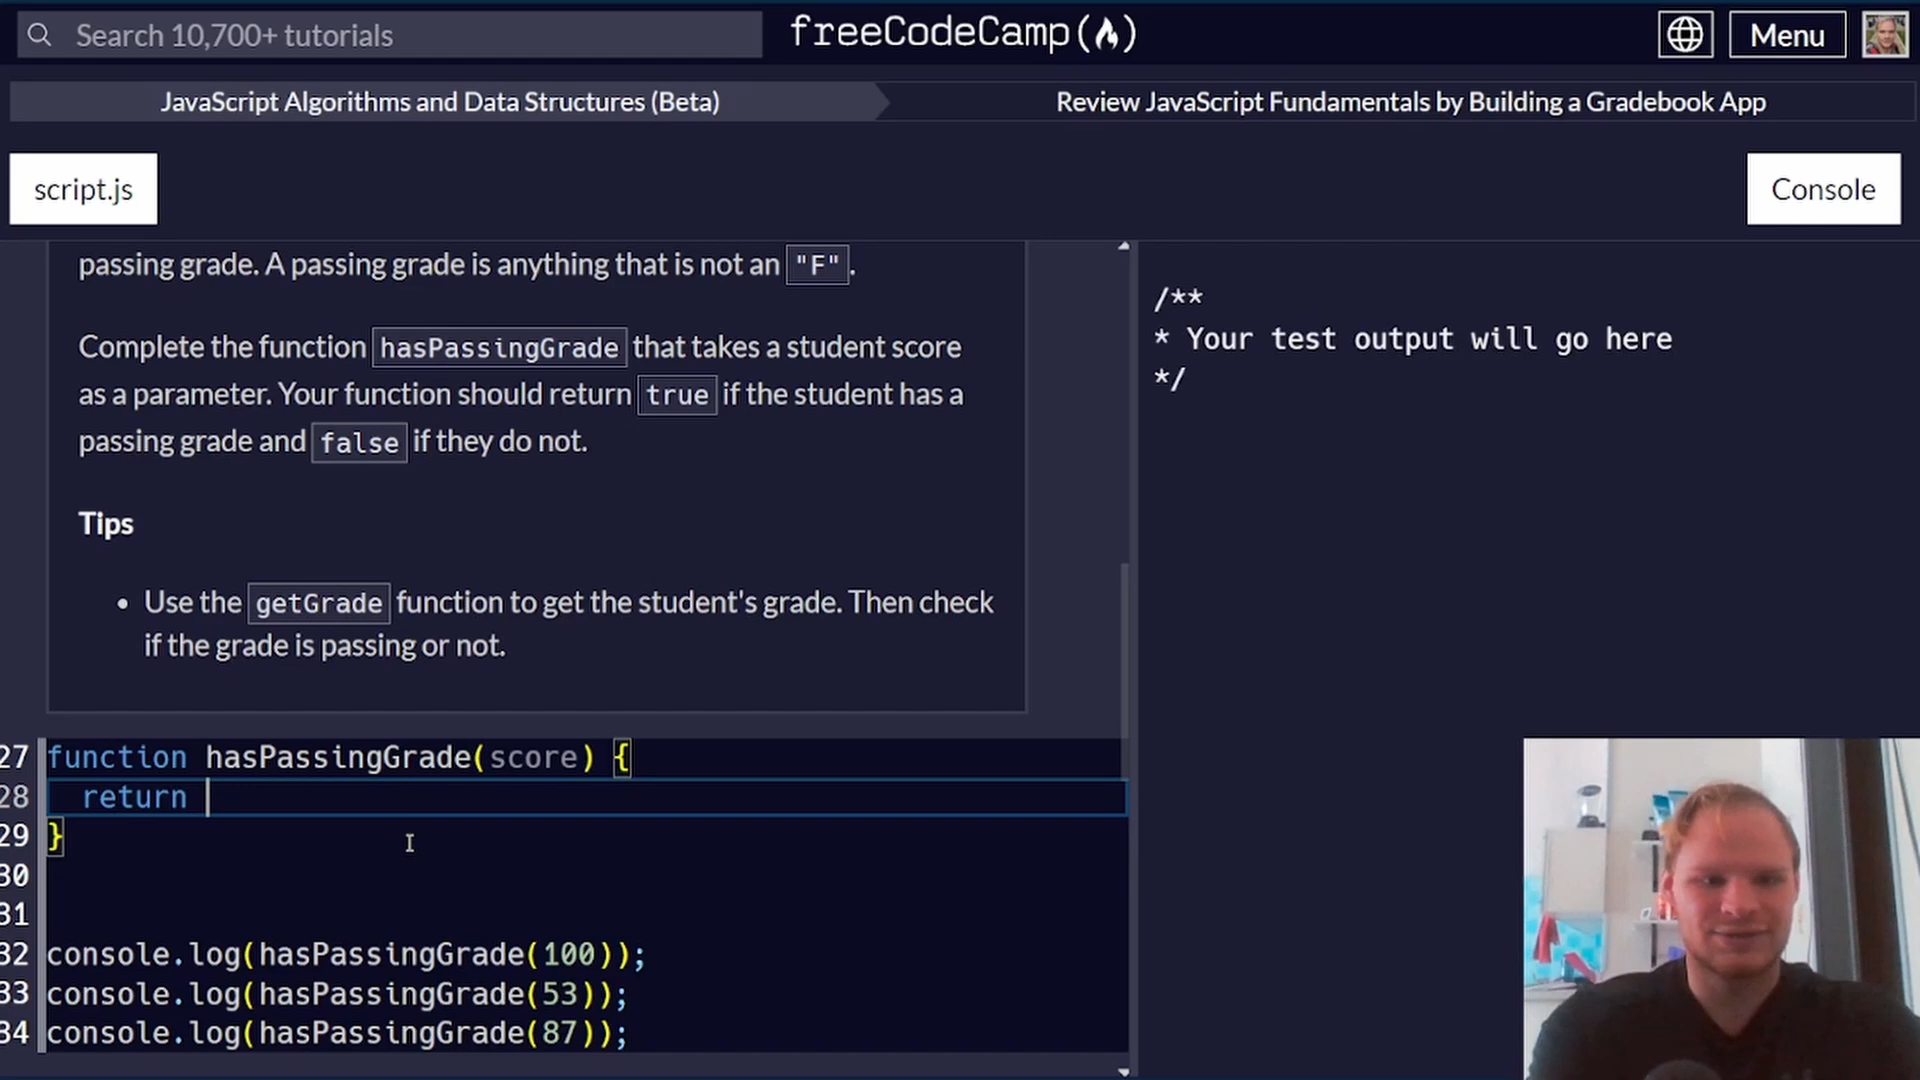 Search 10,700+ tutorials
freeCodeCamp
Menu
JavaScript Algorithms and Data Structures (Beta)
Review JavaScript Fundamentals by Building a Gradebook App
script.js
Console
passing grade. A passing grade is anything that is not an "F".
Complete the function hasPassingGrade that takes a student score
as a parameter. Your function should return true if the student has a
passing grade and false if they do not.
Tips
• Use the getGrade function to get the student's grade. Then check
if the grade is passing or not.
/**
* Your test output will go here
*/
27 function hasPassingGrade(score) {
28 return
29 }
30
31
32 console.log(hasPassingGrade(100));
33 console.log(hasPassingGrade(53));
34 console.log(hasPassingGrade(87));